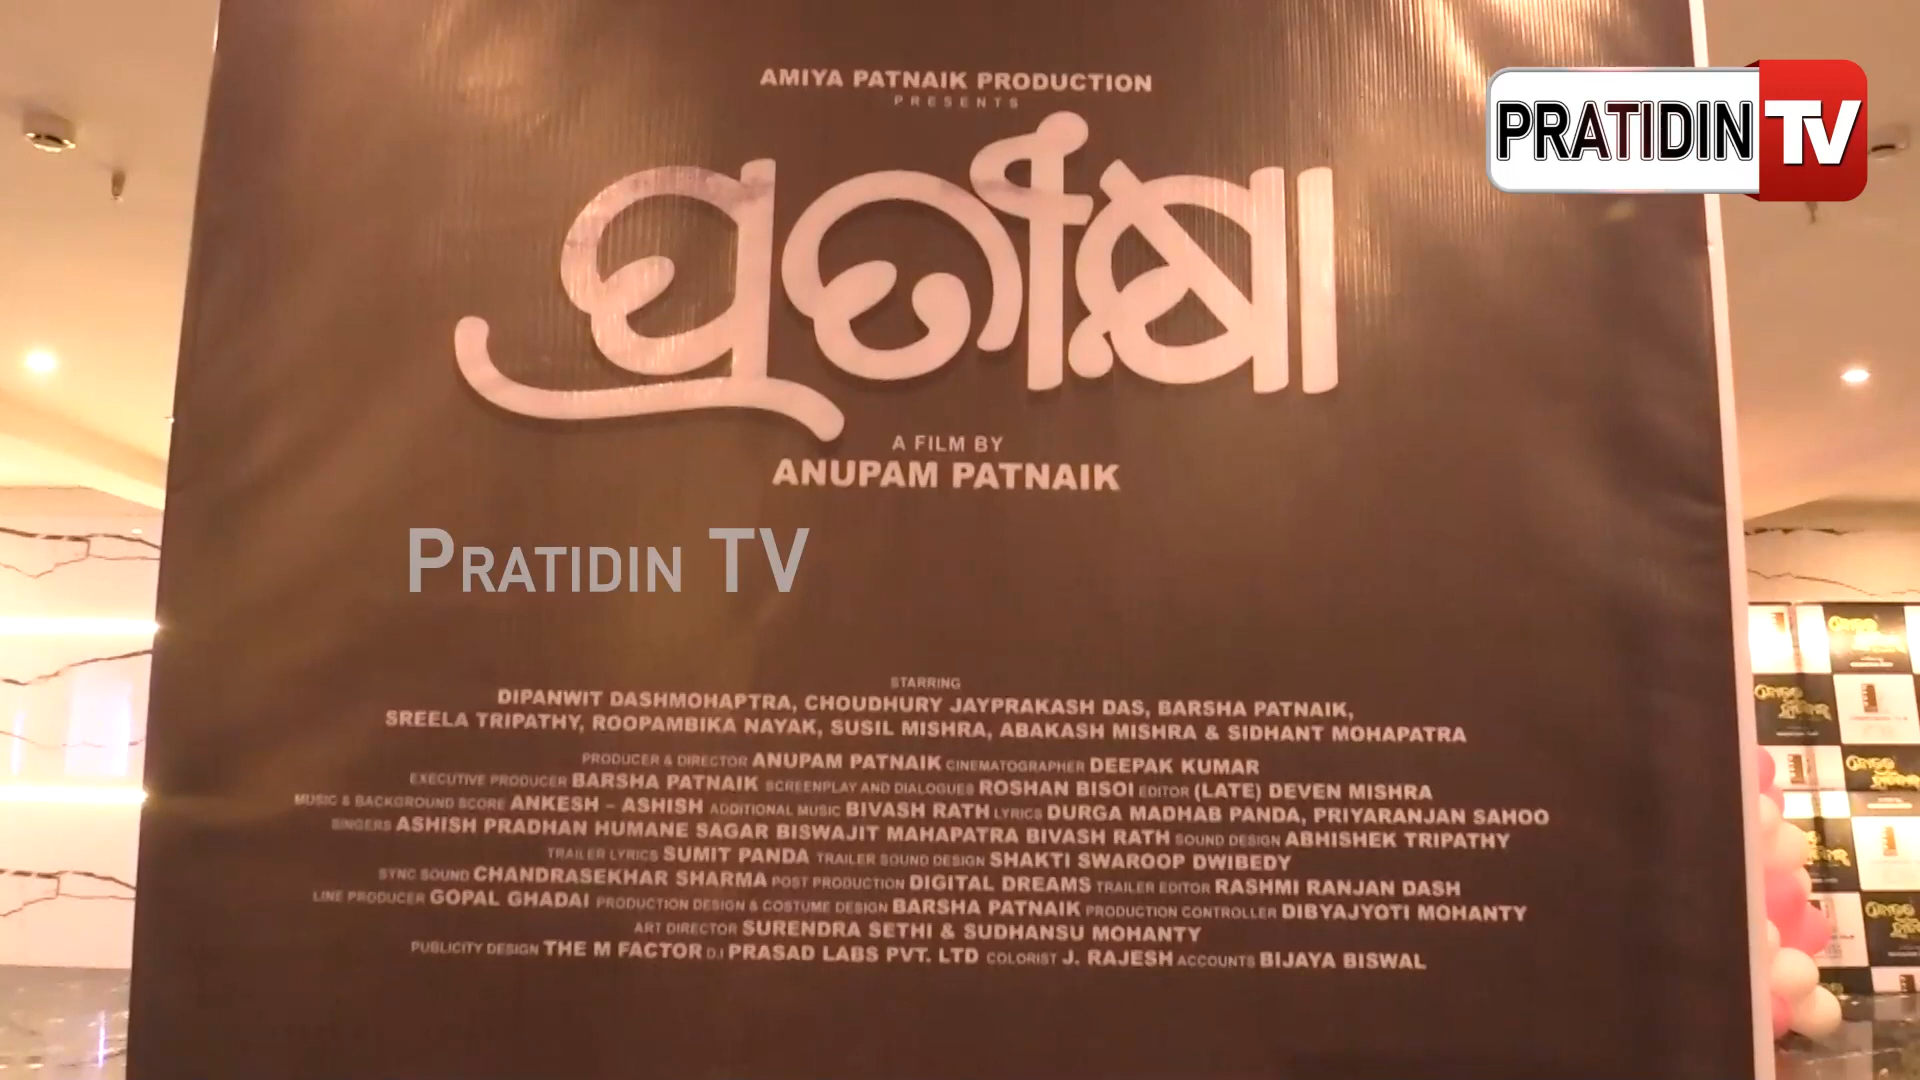 AMIYA PATNAIK PRODUCTION
PRESENTS
ପ୍ରତୀକ୍ଷା
A FILM BY
ANUPAM PATNAIK
PRATIDIN TV
PRATIDIN TV
STARRING
DIPANWIT DASHMOHAPTRA, CHOUDHURY JAYPRAKASH DAS, BARSHA PATNAIK,
SREELA TRIPATHY, ROOPAMBIKA NAYAK, SUSIL MISHRA, ABAKASH MISHRA & SIDHANT MOHAPATRA
PRODUCER & DIRECTOR ANUPAM PATNAIK CINEMATOGRAPHER DEEPAK KUMAR
EXECUTIVE PRODUCER BARSHA PATNAIK SCREENPLAY AND DIALOGUES ROSHAN BISOI EDITOR (LATE) DEVEN MISHRA
MUSIC & BACKGROUND SCORE ANKESH - ASHISH ADDITIONAL MUSIC BIVASH RATH LYRICS DURGA MADHAB PANDA, PRIYARANJAN SAHOO
SINGERS ASHISH PRADHAN HUMANE SAGAR BISWAJIT MAHAPATRA BIVASH RATH SOUND DESIGN ABHISHEK TRIPATHY
TRAILER LYRICS SUMIT PANDA TRAILER SOUND DESIGN SHAKTI SWAROOP DWIBEDY
SYNC SOUND CHANDRASEKHAR SHARMA POST PRODUCTION DIGITAL DREAMS TRAILER EDITOR RASHMI RANJAN DASH
LINE PRODUCER GOPAL GHADAI PRODUCTION DESIGN & COSTUME DESIGN BARSHA PATNAIK PRODUCTION CONTROLLER DIBYAJYOTI MOHANTY
ART DIRECTOR SURENDRA SETHI & SUDHANSU MOHANTY
PUBLICITY DESIGN THE M FACTOR D.I PRASAD LABS PVT. LTD COLORIST J. RAJESH ACCOUNTS BIJAYA BISWAL